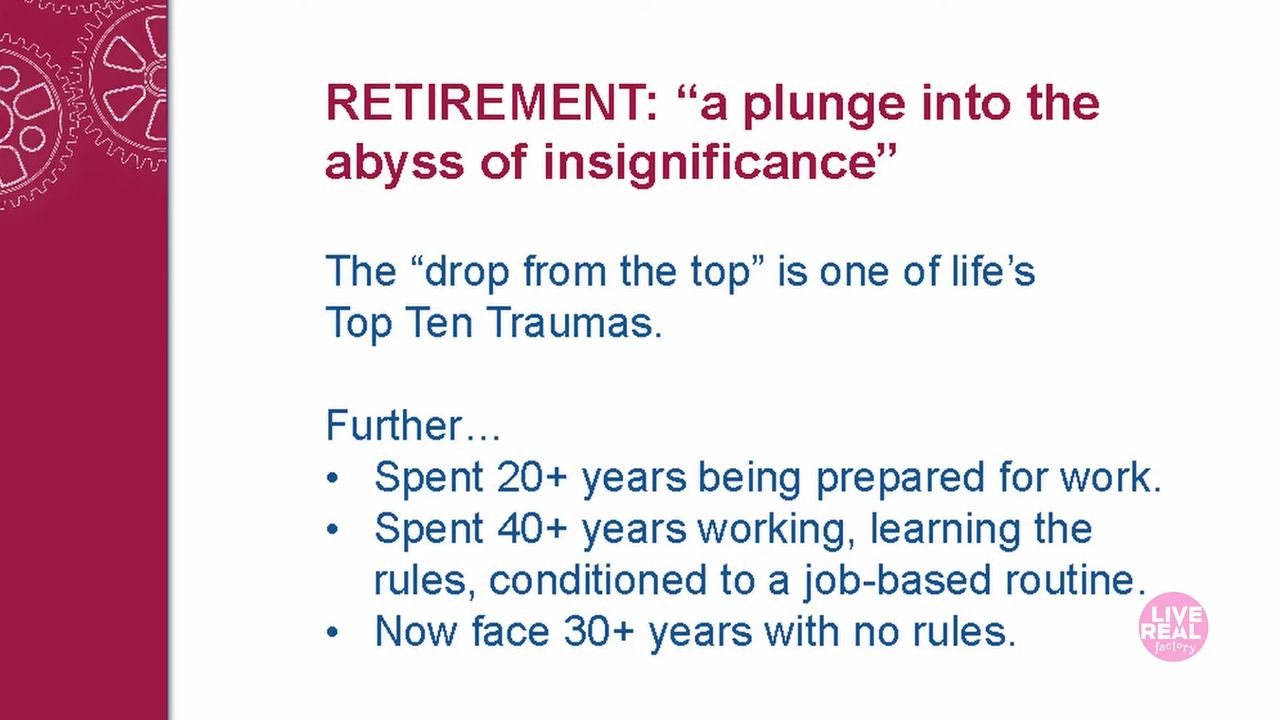 RETIREMENT: “a plunge into the
abyss of insignificance”
The “drop from the top” is one of life’s
Top Ten Traumas.
Further…
• Spent 20+ years being prepared for work.
• Spent 40+ years working, learning the
rules, conditioned to a job-based routine.
• Now face 30+ years with no rules.
LIVE
REAL
factory